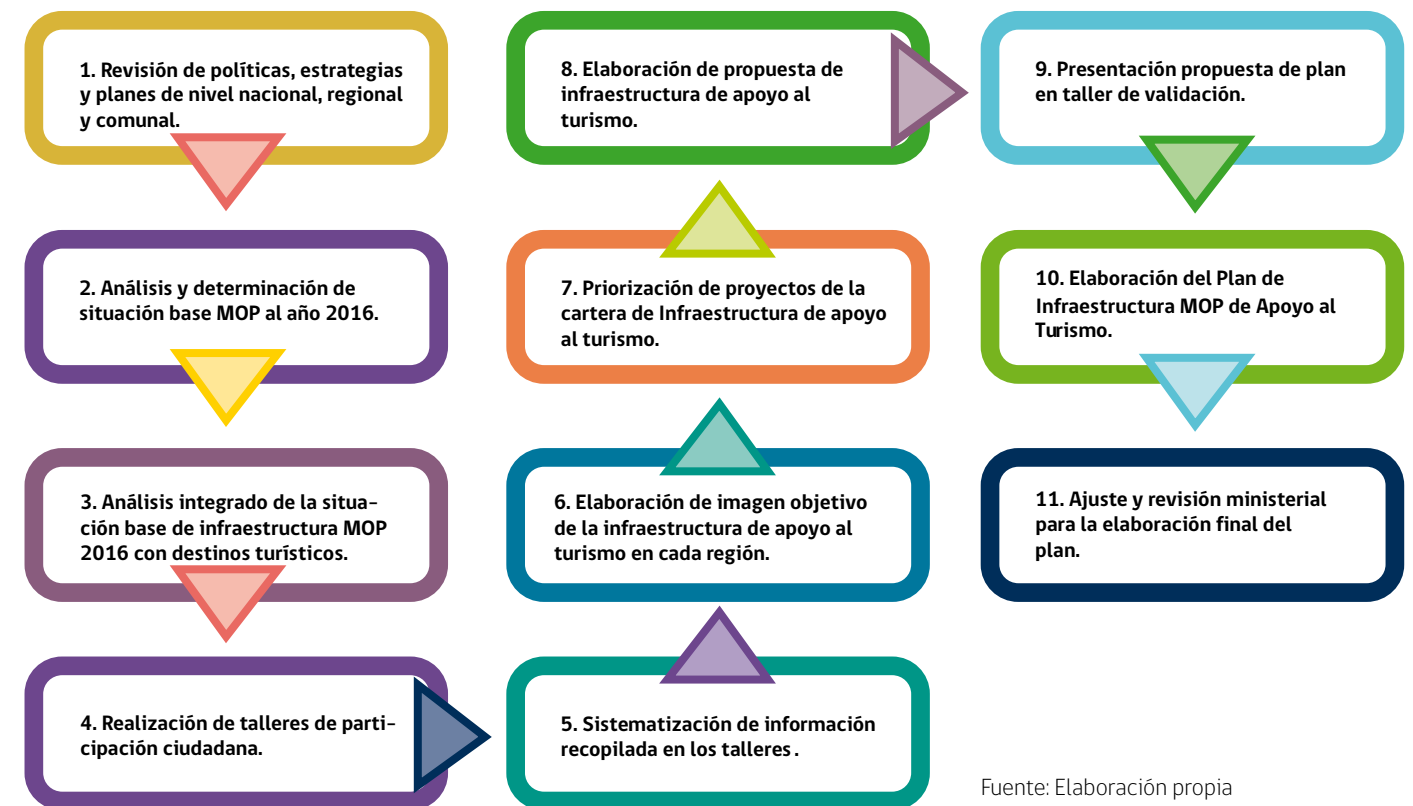 1. Revisión de políticas, estrategias
y planes de nivel nacional, regional
y comunal.
2. Análisis y determinación de
situación base MOP al año 2016.
3. Análisis integrado de la situa-
ción base de infraestructura MOP
2016 con destinos turísticos.
4. Realización de talleres de parti-
cipación ciudadana.
5. Sistematización de información
recopilada en los talleres.
6. Elaboración de imagen objetivo
de la infraestructura de apoyo al
turismo en cada región.
7. Priorización de proyectos de la
cartera de Infraestructura de apoyo
al turismo.
8. Elaboración de propuesta de
infraestructura de apoyo al
turismo.
9. Presentación propuesta de plan
en taller de validación.
10. Elaboración del Plan de
Infraestructura MOP de Apoyo al
Turismo.
11. Ajuste y revisión ministerial
para la elaboración final del
plan.
Fuente: Elaboración propia